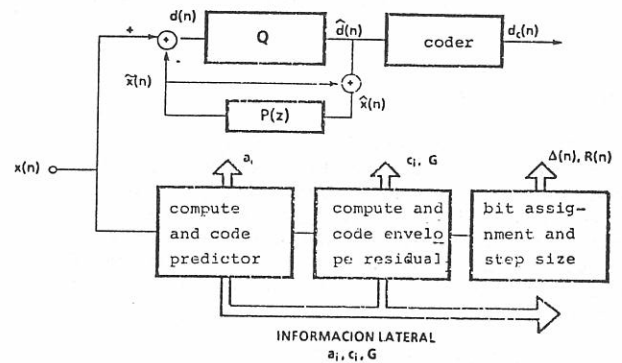 d(n)
d̂(n)
d_c(n)
+
+
Q
coder
-
x̃(n)
+
x̂(n)
P(z)
x(n)
a_i
c_i, G
Δ(n), R(n)
compute
and code
predictor
compute and
code envelo
pe residual
bit assig-
nment and
step size
INFORMACION LATERAL
a_i, c_i, G